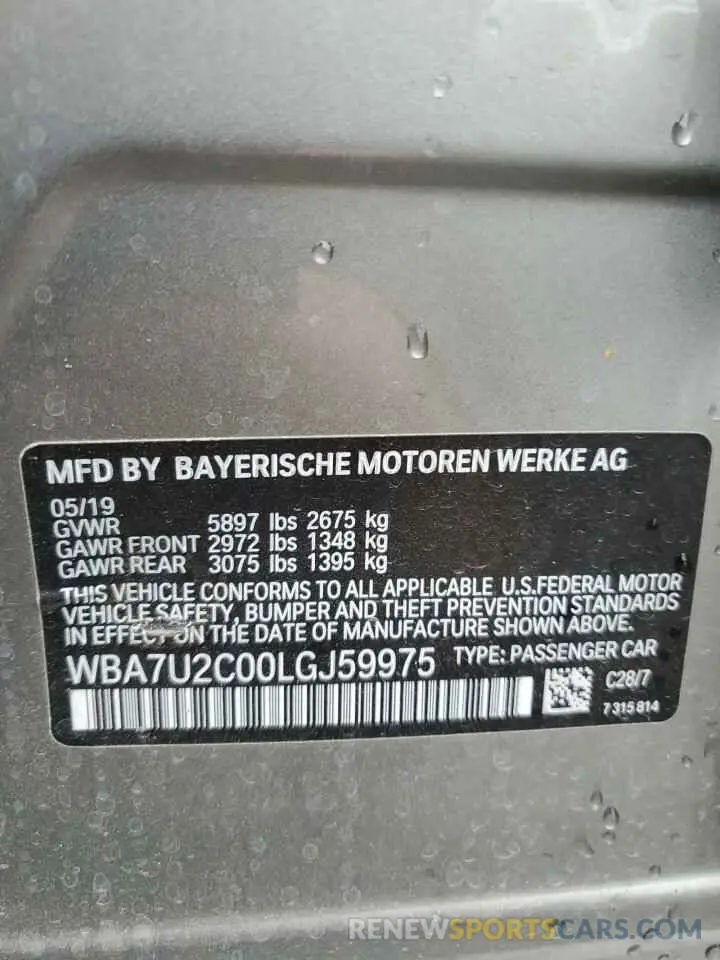 MFD BY BAYERISCHE MOTOREN WERKE AG
05/19
GVWR 5897 lbs 2675 kg
GAWR FRONT 2972 lbs 1348 kg
GAWR REAR 3075 lbs 1395 kg
THIS VEHICLE CONFORMS TO ALL APPLICABLE U.S.FEDERAL MOTOR
VEHICLE SAFETY, BUMPER AND THEFT PREVENTION STANDARDS
IN EFFECT ON THE DATE OF MANUFACTURE SHOWN ABOVE.
WBA7U2C00LGJ59975 TYPE: PASSENGER CAR
C28/7
7 315 814
RENEWSPORTSCARS.COM